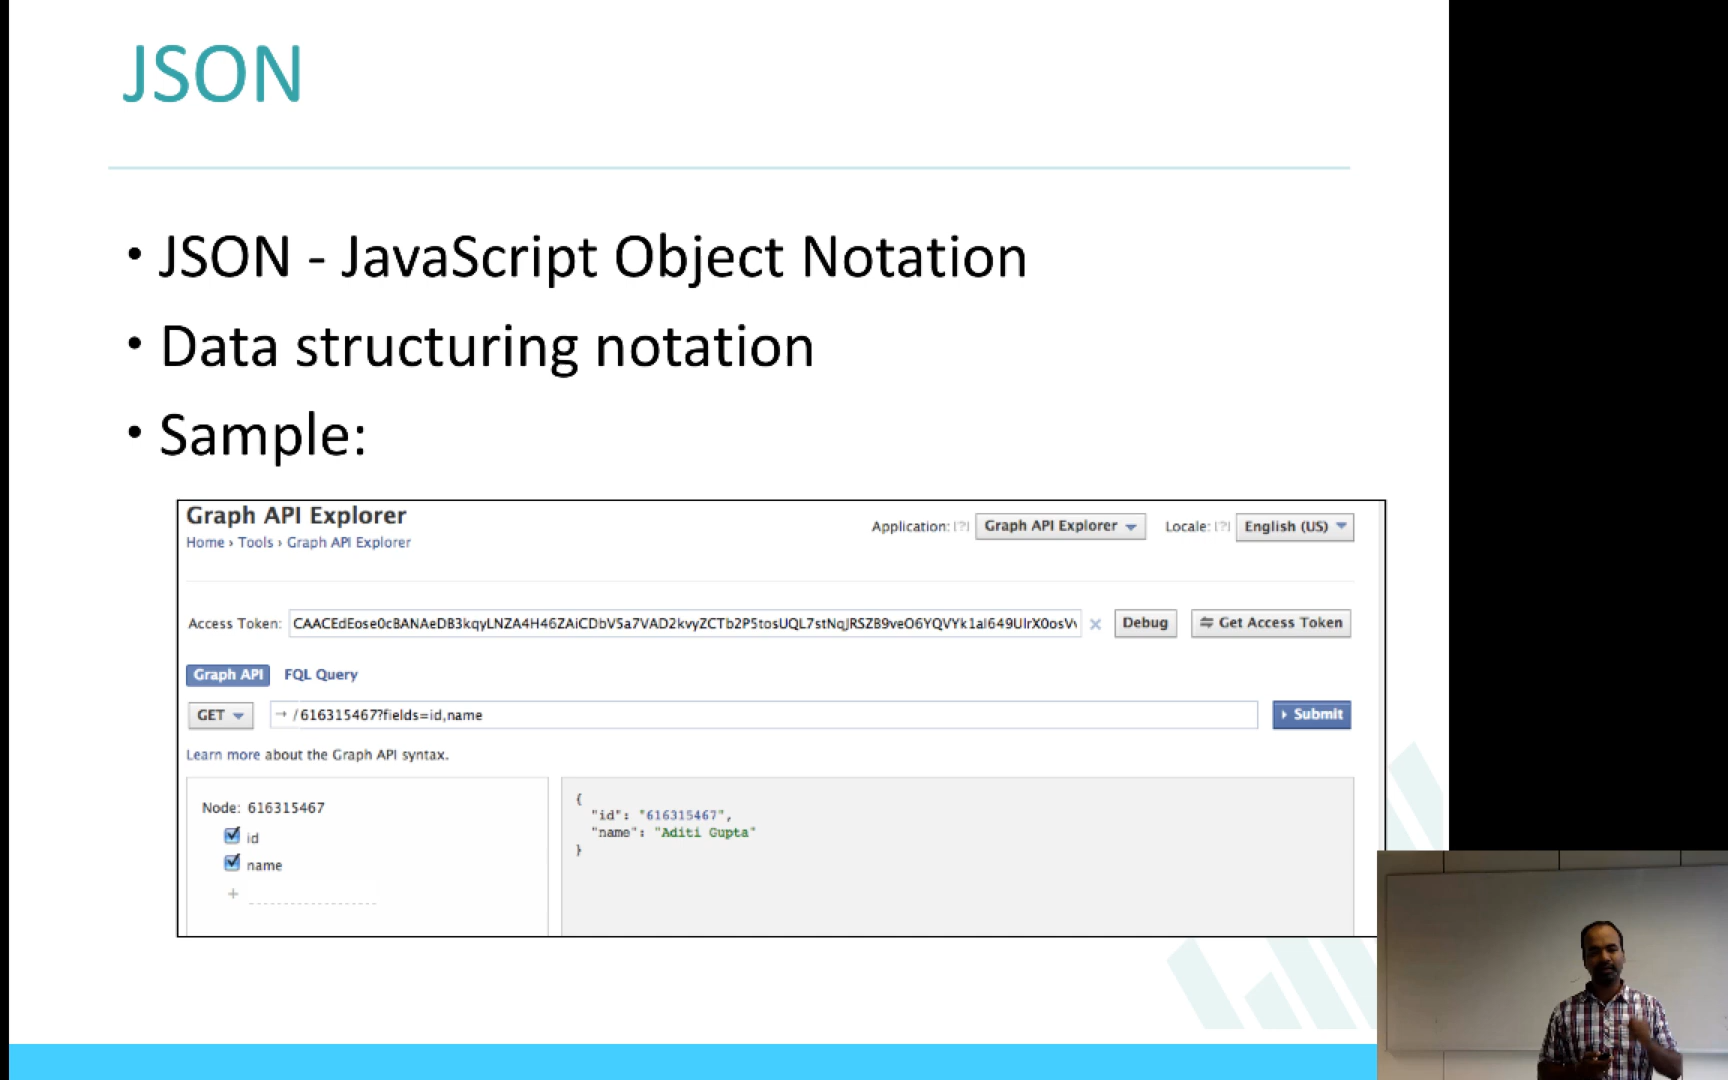 JSON
• JSON - JavaScript Object Notation
• Data structuring notation
• Sample:
Graph API Explorer
Home › Tools › Graph API Explorer
Application: [?] Graph API Explorer Locale: [?] English (US)
Access Token: Debug Get Access Token
Graph API FQL Query
GET → /616315467?fields=id,name Submit
Learn more about the Graph API syntax.
Node: 616315467
id
name
+
{
"id": "616315467",
"name": "Aditi Gupta"
}